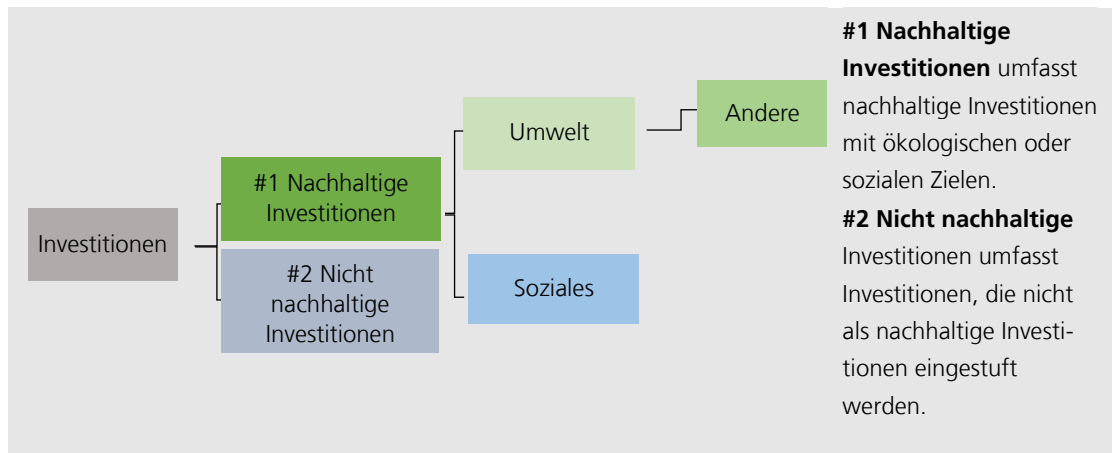 Investitionen
#1 Nachhaltige
Investitionen
#2 Nicht
nachhaltige
Investitionen
Umwelt
Soziales
Andere
#1 Nachhaltige
Investitionen umfasst
nachhaltige Investitionen
mit ökologischen oder
sozialen Zielen.
#2 Nicht nachhaltige
Investitionen umfasst
Investitionen, die nicht
als nachhaltige Investi-
tionen eingestuft
werden.